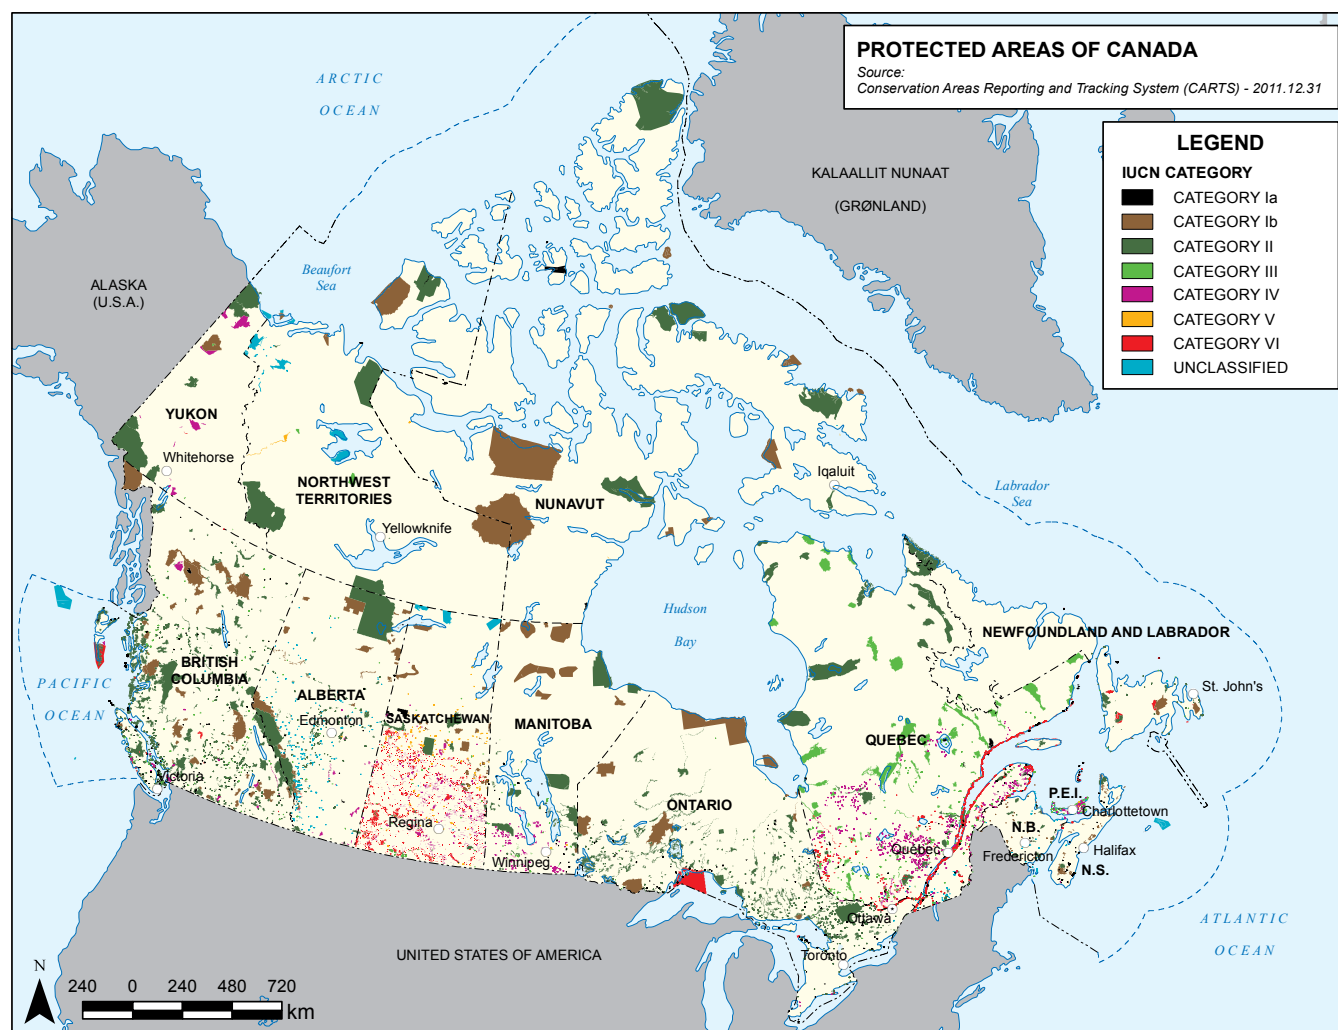 PROTECTED AREAS OF CANADA
Source:
Conservation Areas Reporting and Tracking System (CARTS) - 2011.12.31
LEGEND
IUCN CATEGORY
CATEGORY Ia
CATEGORY Ib
CATEGORY II
CATEGORY III
CATEGORY IV
CATEGORY V
CATEGORY VI
UNCLASSIFIED
ARCTIC
OCEAN
KALAALLIT NUNAAT
(GRØNLAND)
Beaufort
Sea
ALASKA
(U.S.A.)
YUKON
Whitehorse
NORTHWEST
TERRITORIES
Yellowknife
NUNAVUT
Iqaluit
Labrador
Sea
Hudson
Bay
NEWFOUNDLAND AND LABRADOR
St. John's
PACIFIC
OCEAN
BRITISH
COLUMBIA
Victoria
ALBERTA
Edmonton
SASKATCHEWAN
Regina
MANITOBA
Winnipeg
ONTARIO
Ottawa
Toronto
QUEBEC
Québec
P.E.I.
Charlottetown
N.B.
Fredericton
Halifax
N.S.
ATLANTIC
OCEAN
UNITED STATES OF AMERICA
N
240 0 240 480 720
km